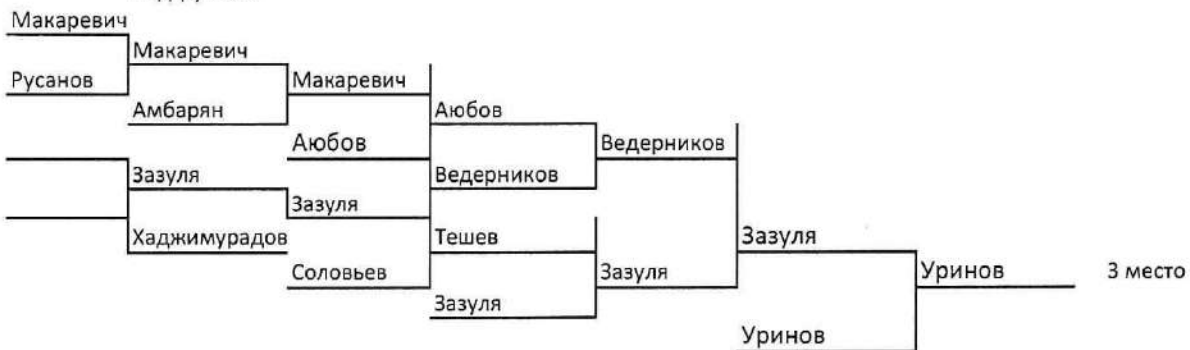 Макаревич
Макаревич
Русанов
Макаревич
Амбарян
Аюбов
Аюбов
Ведерников
Зазуля
Ведерников
Зазуля
Хаджимурадов
Тешев
Зазуля
Соловьев
Зазуля
Уринов
3 место
Зазуля
Уринов